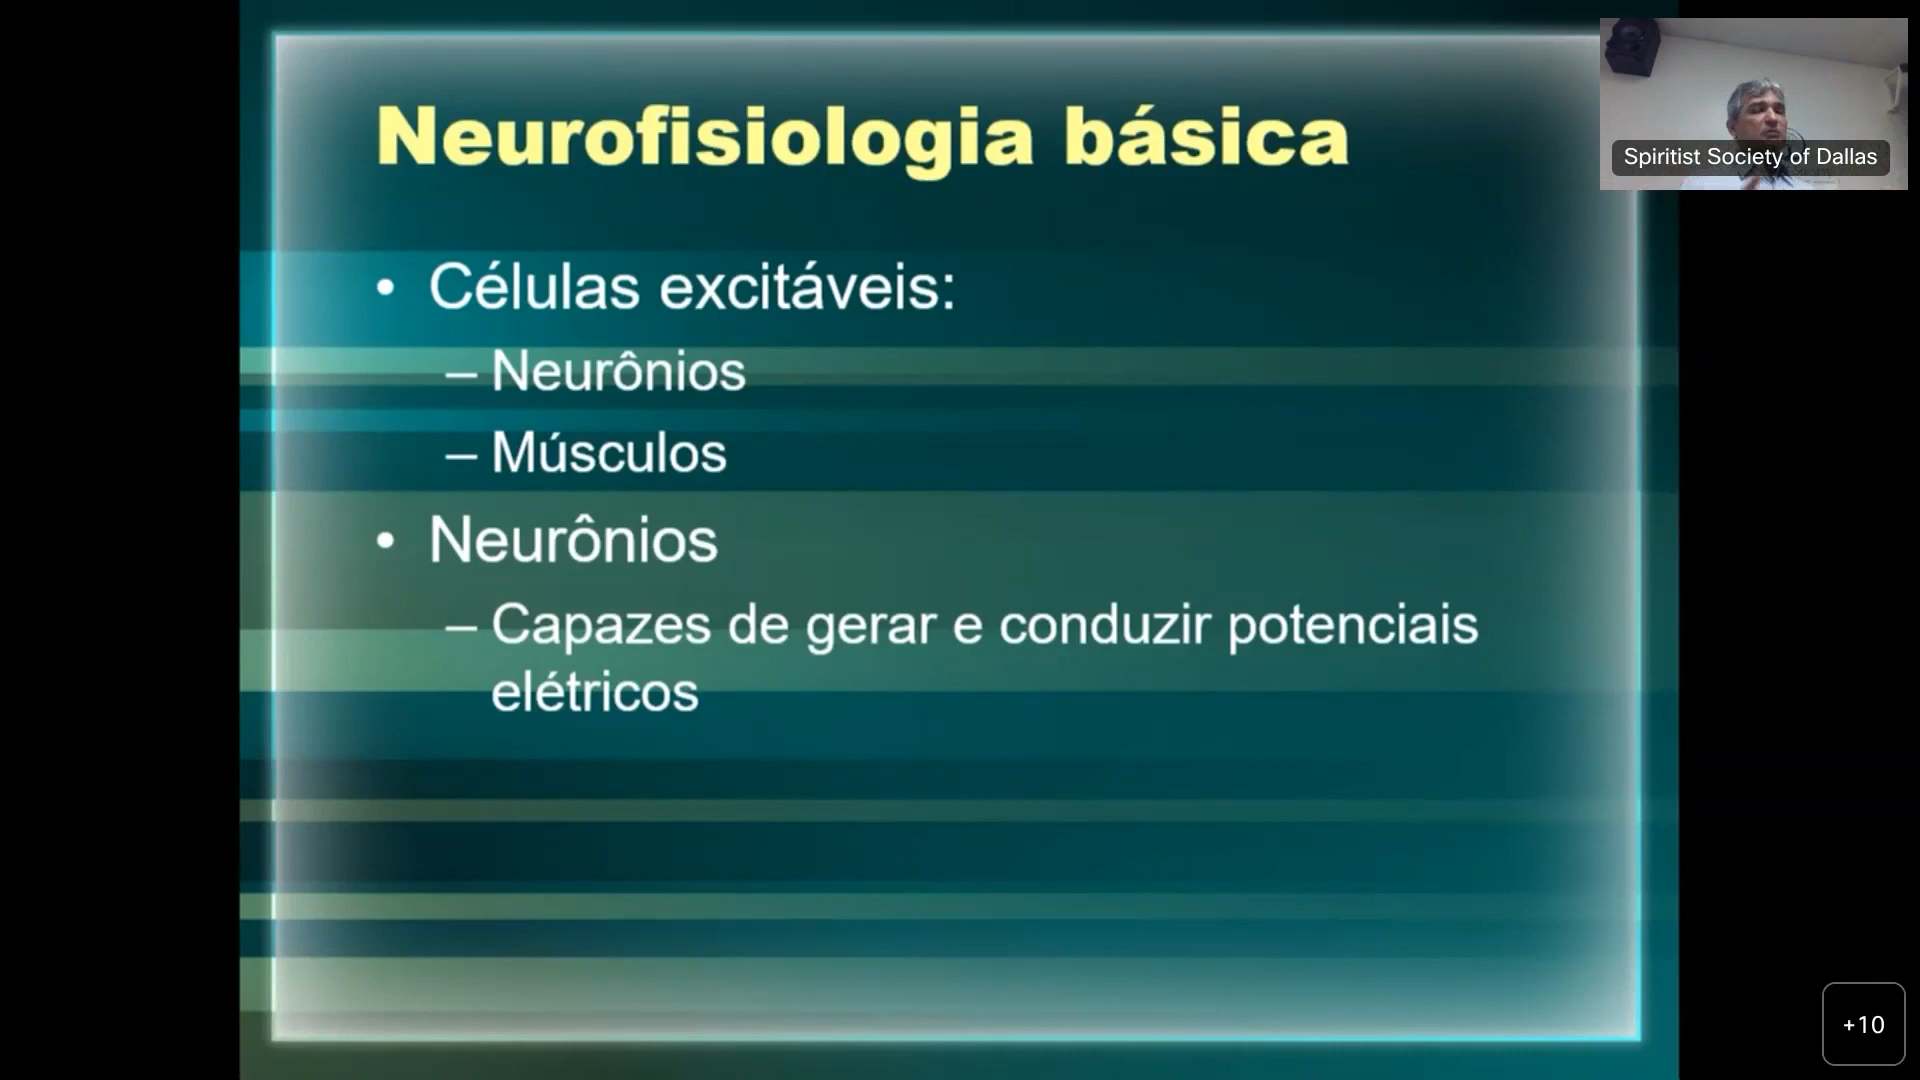 Neurofisiologia básica
Spiritist Society of Dallas
• Células excitáveis:
– Neurônios
– Músculos
• Neurônios
– Capazes de gerar e conduzir potenciais
elétricos
+10